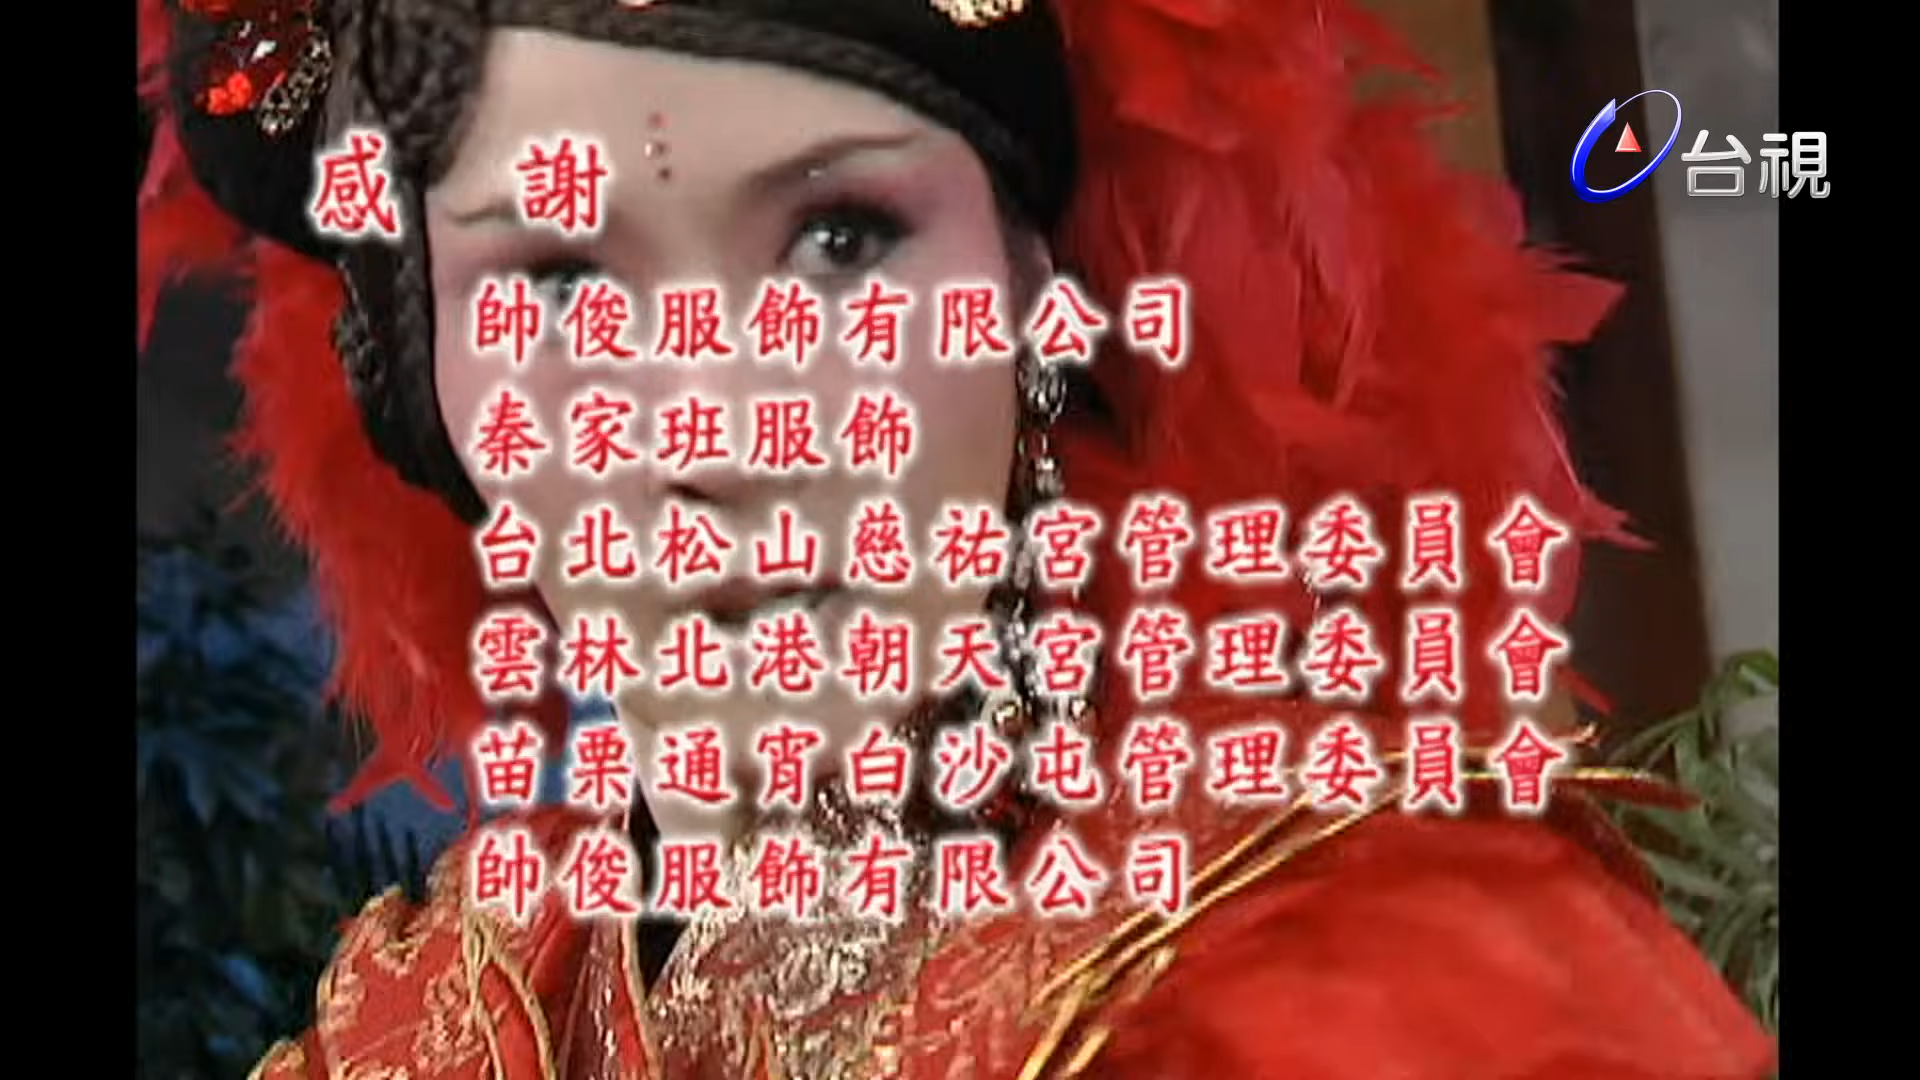 台視
感謝
帥俊服飾有限公司
秦家班服飾
台北松山慈祐宮管理委員會
雲林北港朝天宮管理委員會
苗栗通宵白沙屯管理委員會
帥俊服飾有限公司